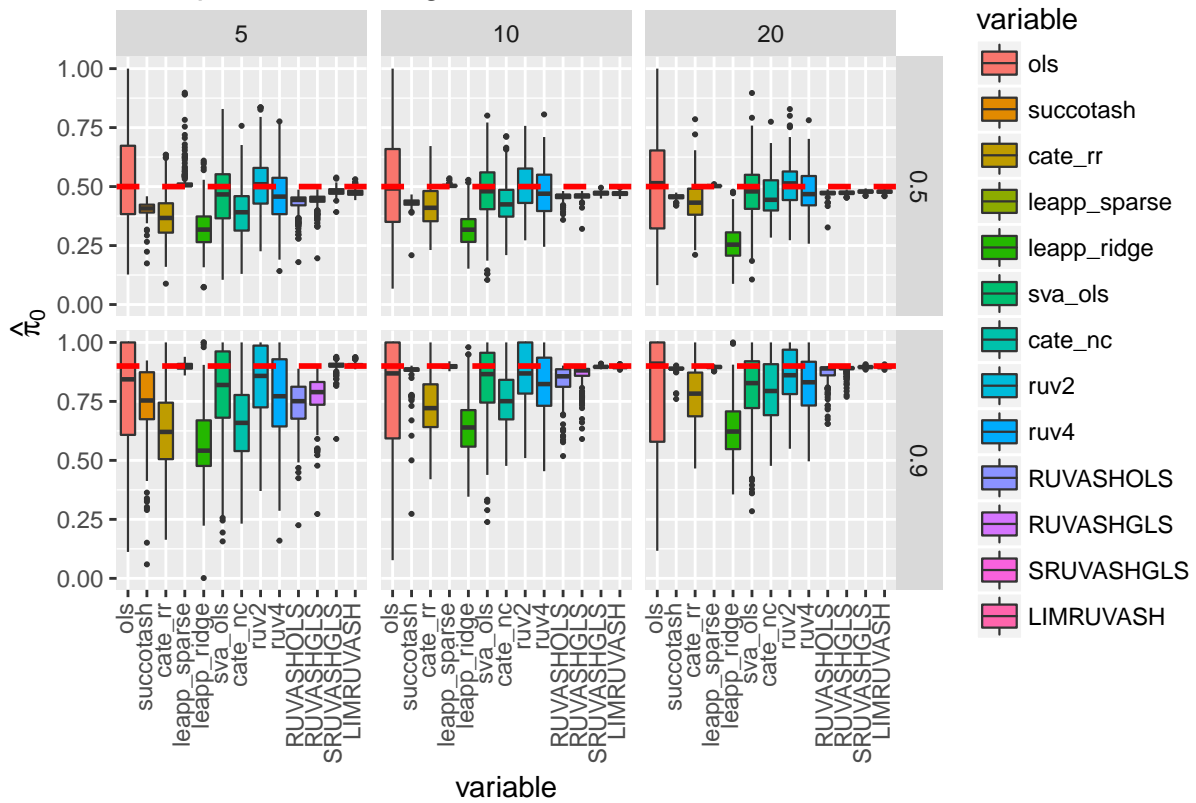 5
10
20
1.00
0.75
0.50
0.25
0.00
0.5
1.00
0.75
0.50
0.25
0.00
0.9
π̂0
ols
succotash
cate_rr
leapp_sparse
leapp_ridge
sva_ols
cate_nc
ruv2
ruv4
RUVASHOLS
RUVASHGLS
SRUVASHGLS
LIMRUVASH
ols
succotash
cate_rr
leapp_sparse
leapp_ridge
sva_ols
cate_nc
ruv2
ruv4
RUVASHOLS
RUVASHGLS
SRUVASHGLS
LIMRUVASH
ols
succotash
cate_rr
leapp_sparse
leapp_ridge
sva_ols
cate_nc
ruv2
ruv4
RUVASHOLS
RUVASHGLS
SRUVASHGLS
LIMRUVASH
variable
variable
ols
succotash
cate_rr
leapp_sparse
leapp_ridge
sva_ols
cate_nc
ruv2
ruv4
RUVASHOLS
RUVASHGLS
SRUVASHGLS
LIMRUVASH